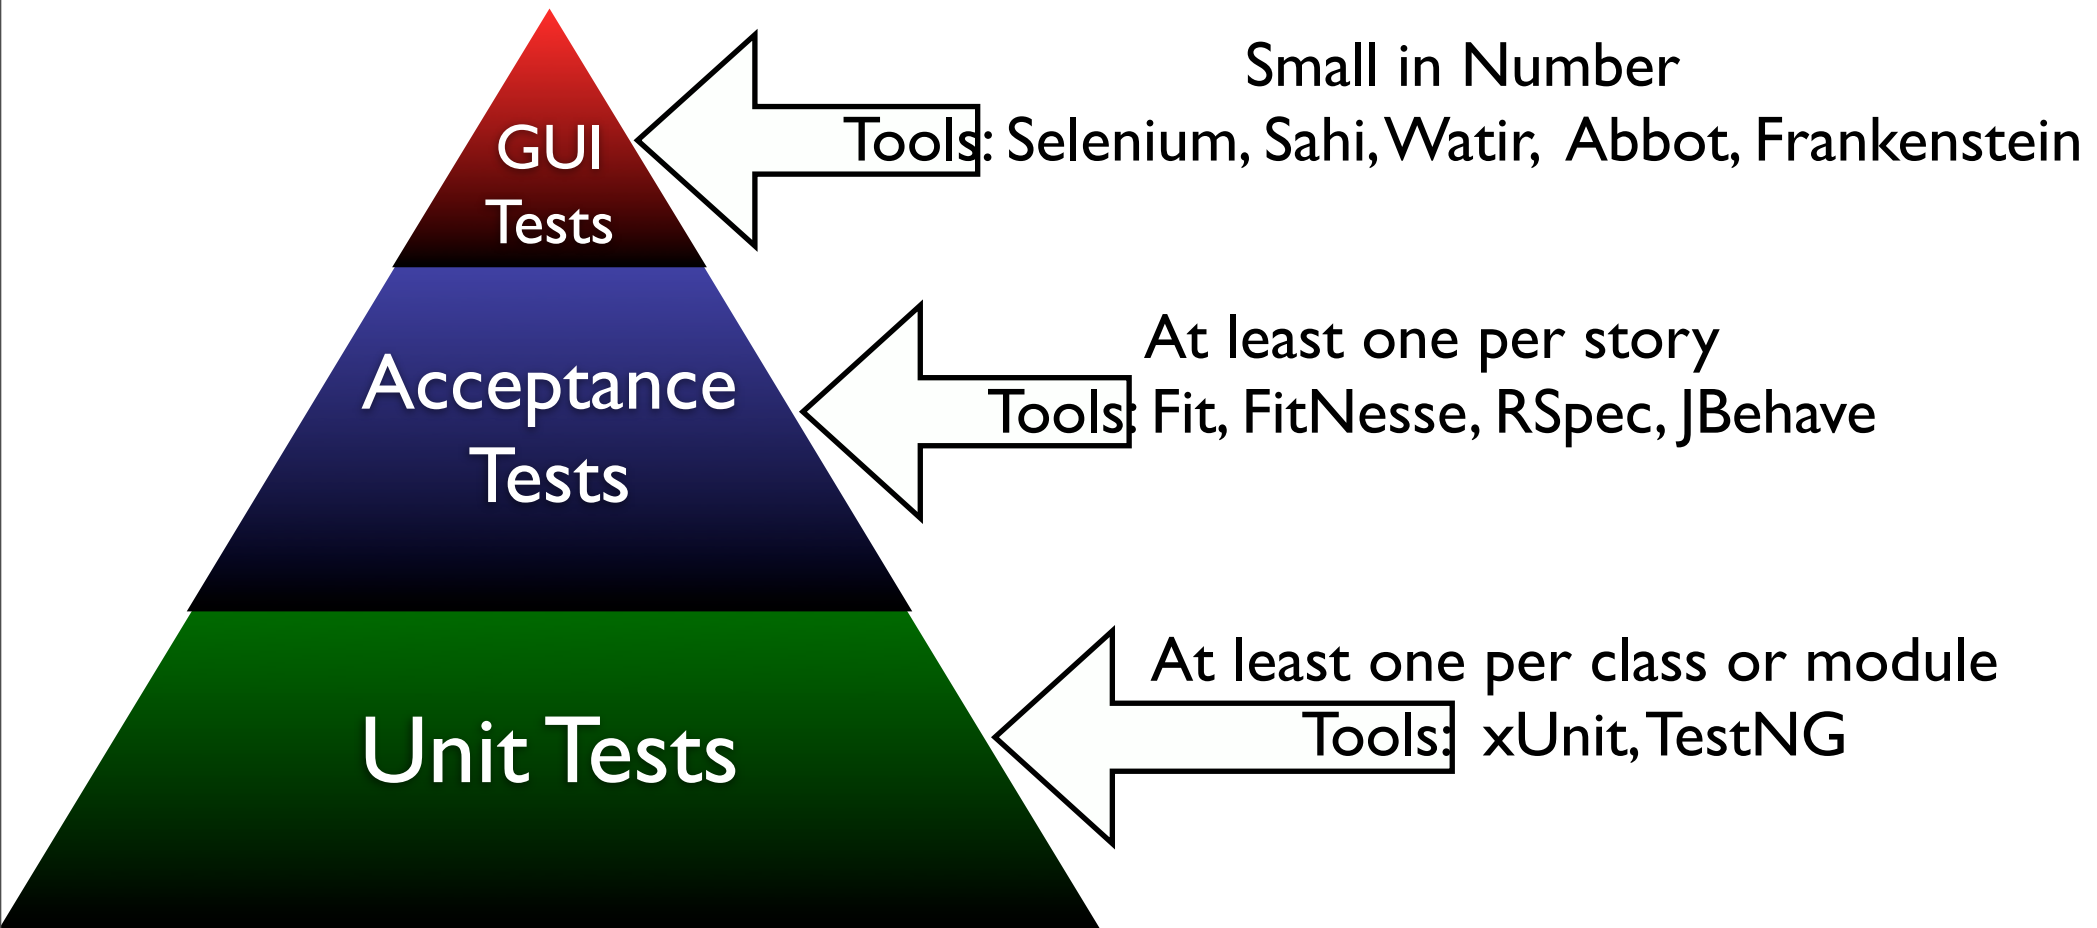 GUI
Tests
Small in Number
Tools: Selenium, Sahi, Watir, Abbot, Frankenstein
Acceptance
Tests
At least one per story
Tools: Fit, FitNesse, RSpec, JBehave
Unit Tests
At least one per class or module
Tools: xUnit, TestNG